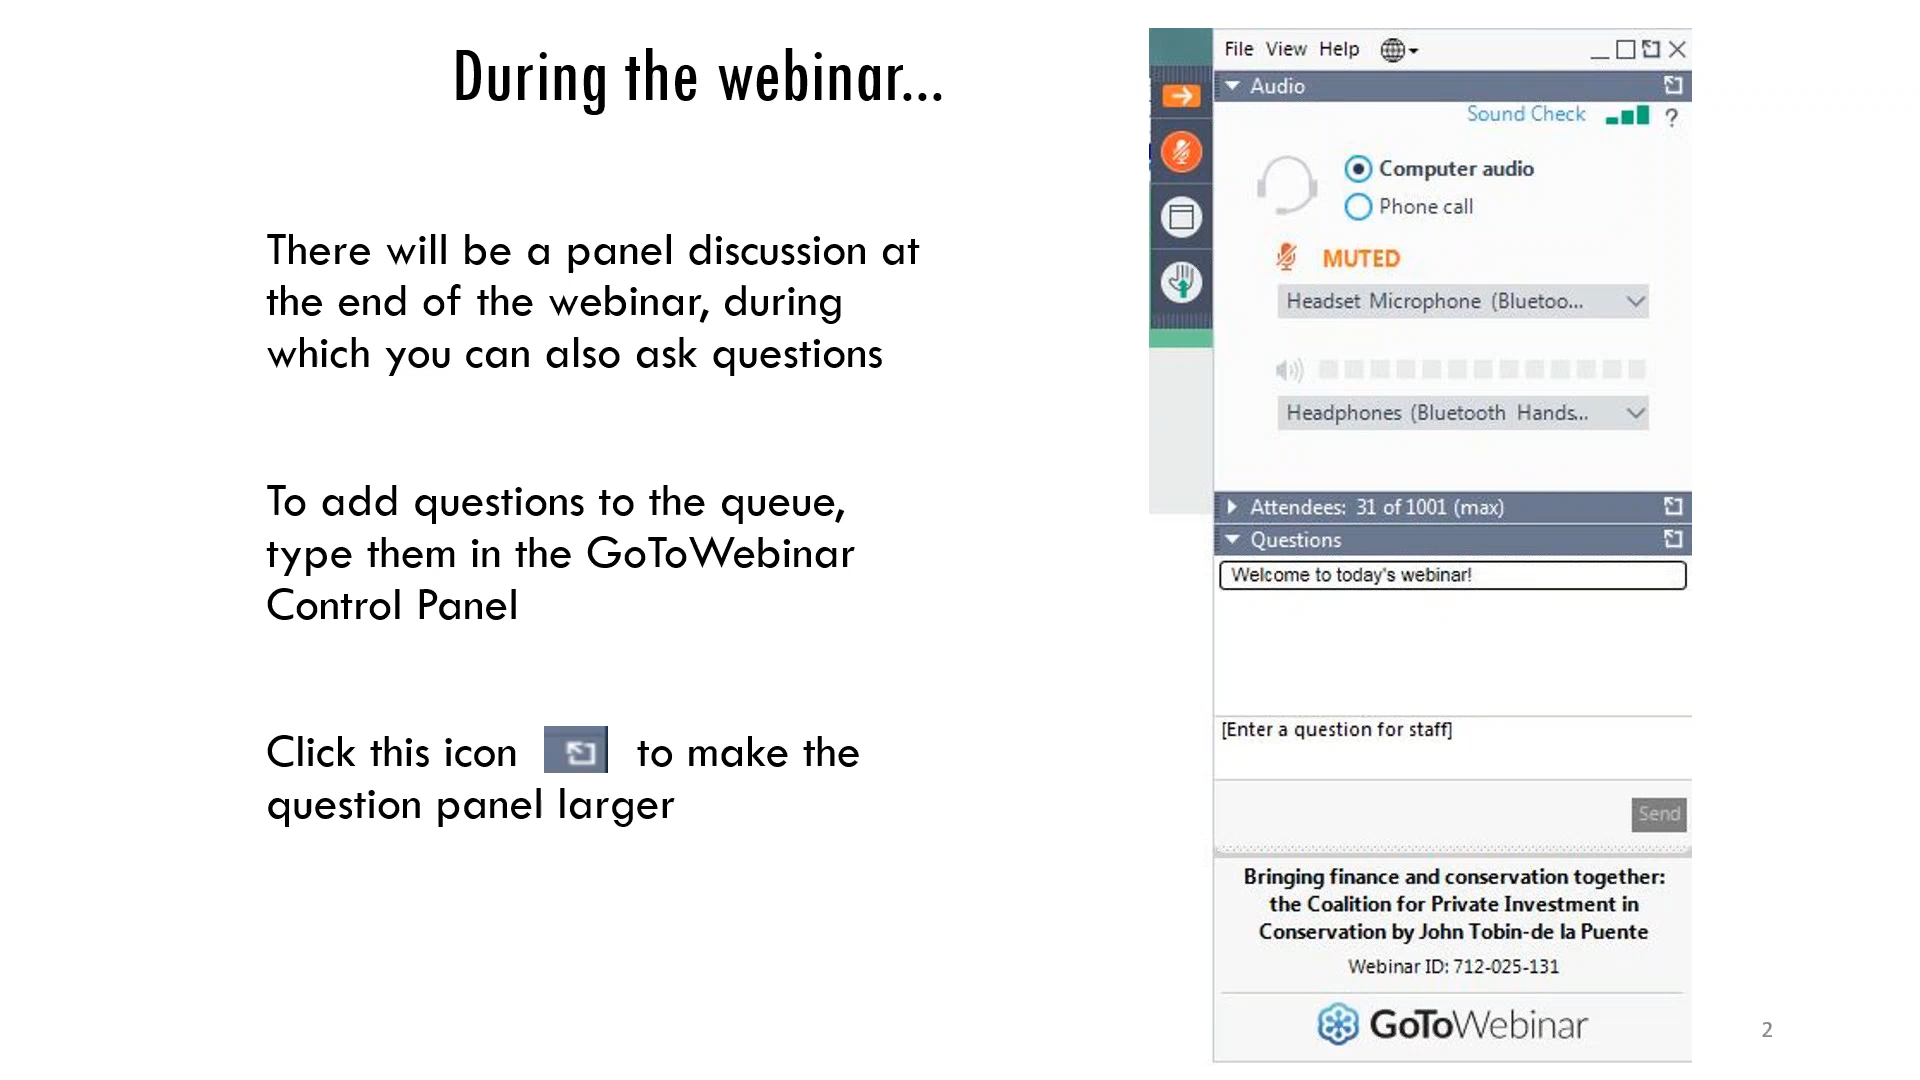 During the webinar...
There will be a panel discussion at
the end of the webinar, during
which you can also ask questions
To add questions to the queue,
type them in the GoToWebinar
Control Panel
Click this icon to make the
question panel larger
File View Help
Audio
Sound Check ?
Computer audio
Phone call
MUTED
Headset Microphone (Bluetoo...
Headphones (Bluetooth Hands...
Attendees: 31 of 1001 (max)
Questions
Welcome to today's webinar!
[Enter a question for staff]
Send
Bringing finance and conservation together:
the Coalition for Private Investment in
Conservation by John Tobin-de la Puente
Webinar ID: 712-025-131
GoToWebinar
2